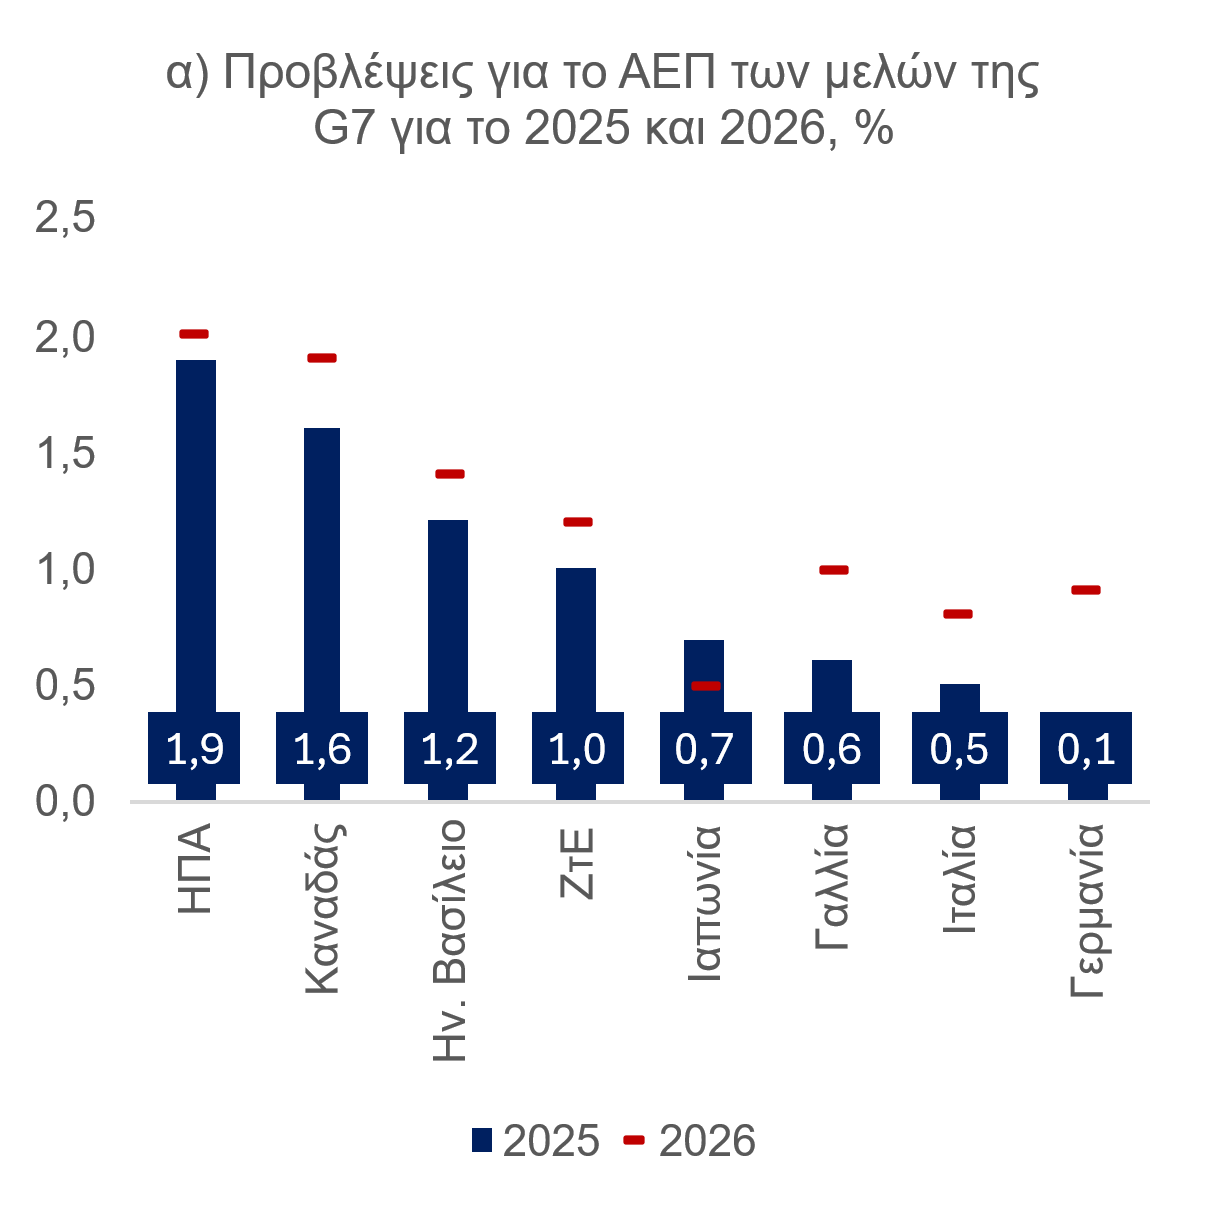 α) Προβλέψεις για το ΑΕΠ των μελών της
G7 για το 2025 και 2026, %
2,5
2,0
1,5
1,0
0,5
0,0
1,9
1,6
1,2
1,0
0,7
0,6
0,5
0,1
ΗΠΑ
Καναδάς
Ην. Βασίλειο
ΖτΕ
Ιαπωνία
Γαλλία
Ιταλία
Γερμανία
2025
2026